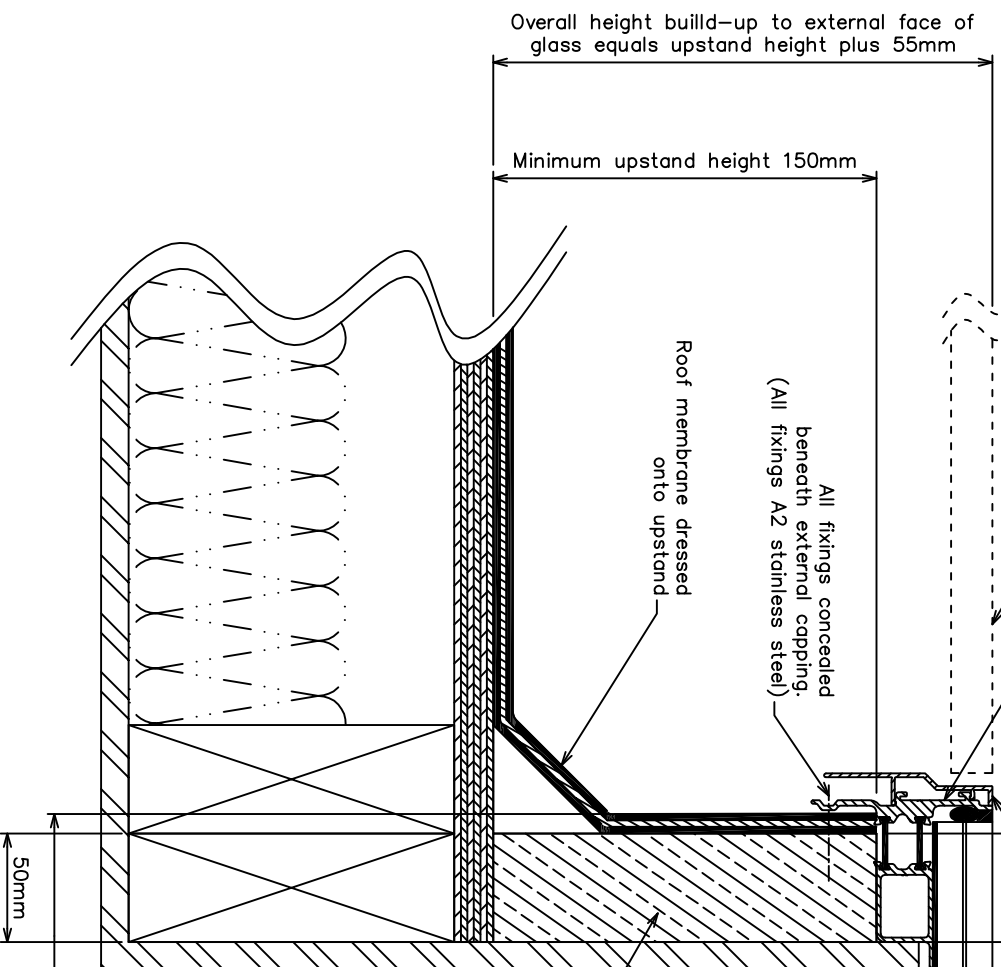 Overall height buiild-up to external face of
glass equals upstand height plus 55mm
Minimum upstand height 150mm
Roof membrane dressed
onto upstand
All fixings concealed
beneath external capping.
(All fixings A2 stainless steel)
50mm